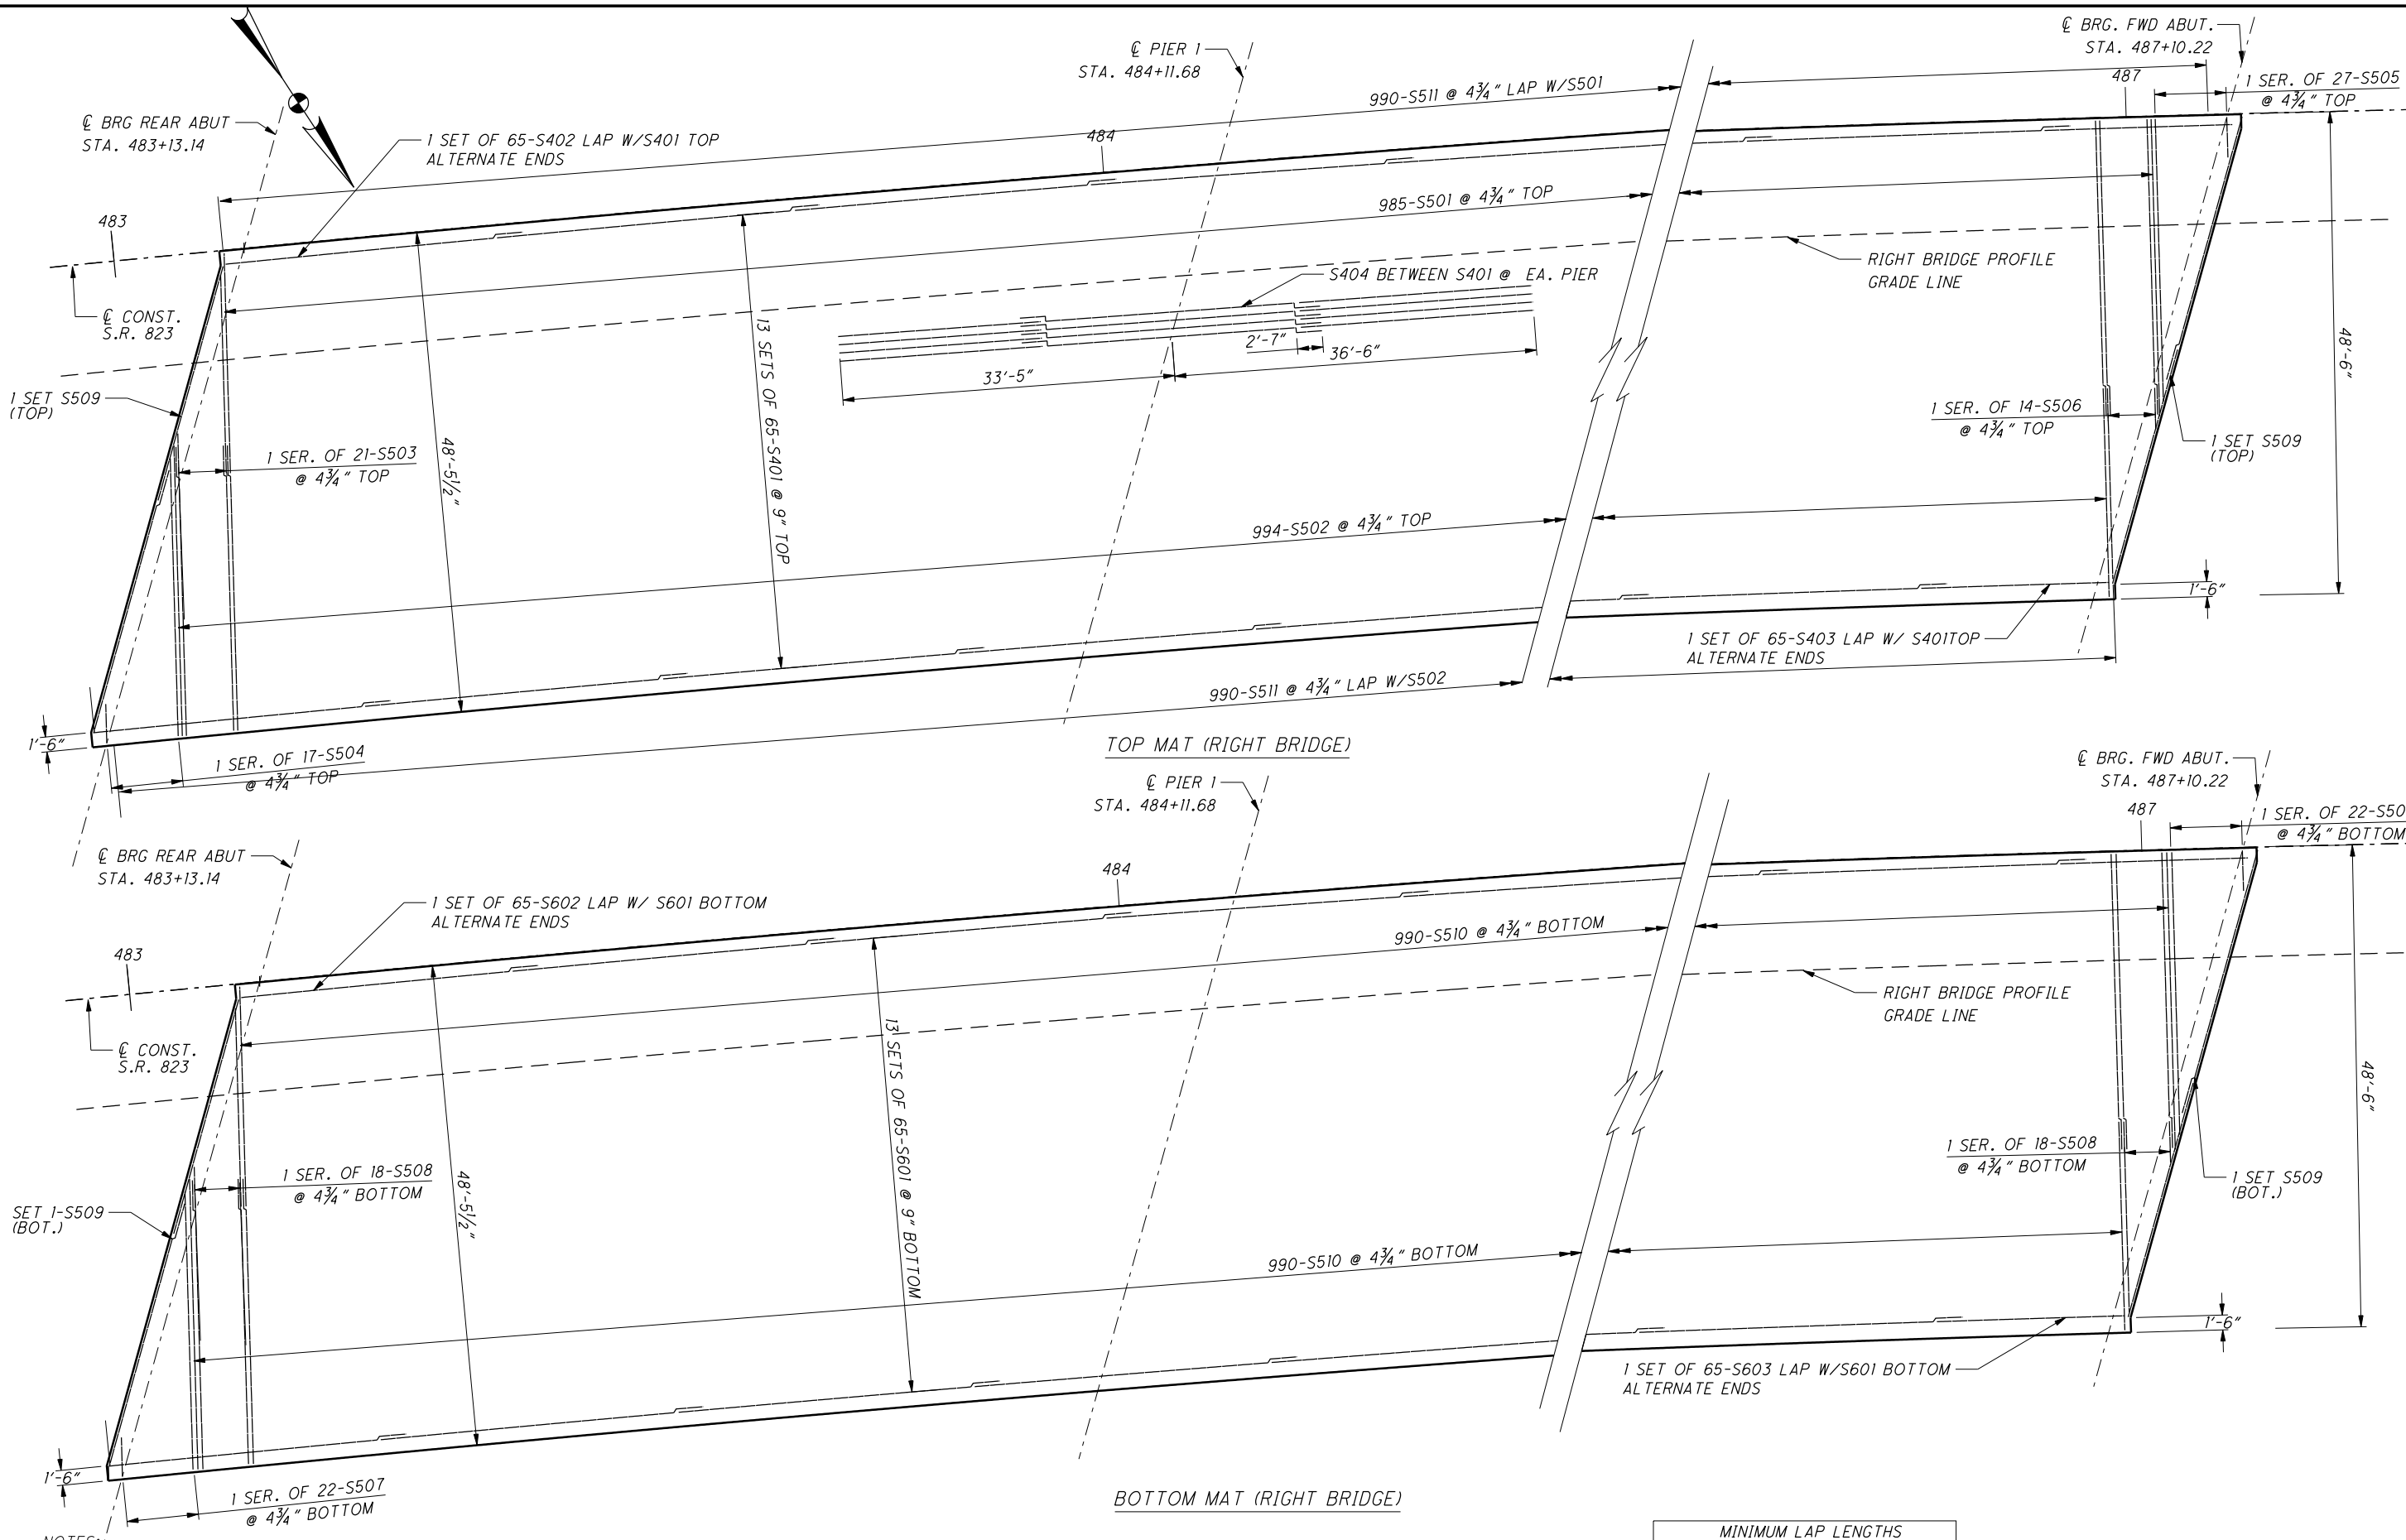 ℄ BRG. FWD ABUT.
STA. 487+10.22
℄ PIER 1
STA. 484+11.68
487
1 SER. OF 27-S505
@ 4¾" TOP
990-S511 @ 4¾" LAP W/S501
℄ BRG REAR ABUT
STA. 483+13.14
1 SET OF 65-S402 LAP W/S401 TOP
ALTERNATE ENDS
484
985-S501 @ 4¾" TOP
483
RIGHT BRIDGE PROFILE
GRADE LINE
S404 BETWEEN S401 @ EA. PIER
℄ CONST.
S.R. 823
13 SETS OF 65-S401 @ 9" TOP
2'-7"
36'-6"
33'-5"
48'-6"
1 SET S509
(TOP)
1 SER. OF 14-S506
@ 4¾" TOP
1 SER. OF 21-S503
@ 4¾" TOP
48'-5½"
1 SET S509
(TOP)
994-S502 @ 4¾" TOP
1'-6"
1 SET OF 65-S403 LAP W/ S401TOP
ALTERNATE ENDS
990-S511 @ 4¾" LAP W/S502
1'-6"
1 SER. OF 17-S504
@ 4¾" TOP
TOP MAT (RIGHT BRIDGE)
℄ BRG. FWD ABUT.
STA. 487+10.22
℄ PIER 1
STA. 484+11.68
487
1 SER. OF 22-S50
@ 4¾" BOTTOM
℄ BRG REAR ABUT
STA. 483+13.14
484
1 SET OF 65-S602 LAP W/ S601 BOTTOM
ALTERNATE ENDS
990-S510 @ 4¾" BOTTOM
483
RIGHT BRIDGE PROFILE
GRADE LINE
℄ CONST.
S.R. 823
13 SETS OF 65-S601 @ 9" BOTTOM
48'-6"
1 SER. OF 18-S508
@ 4¾" BOTTOM
1 SER. OF 18-S508
@ 4¾" BOTTOM
48'-5½"
1 SET S509
(BOT.)
SET 1-S509
(BOT.)
990-S510 @ 4¾" BOTTOM
1'-6"
1 SET OF 65-S603 LAP W/S601 BOTTOM
ALTERNATE ENDS
1'-6"
1 SER. OF 22-S507
@ 4¾" BOTTOM
BOTTOM MAT (RIGHT BRIDGE)
NOTES:
MINIMUM LAP LENGTHS